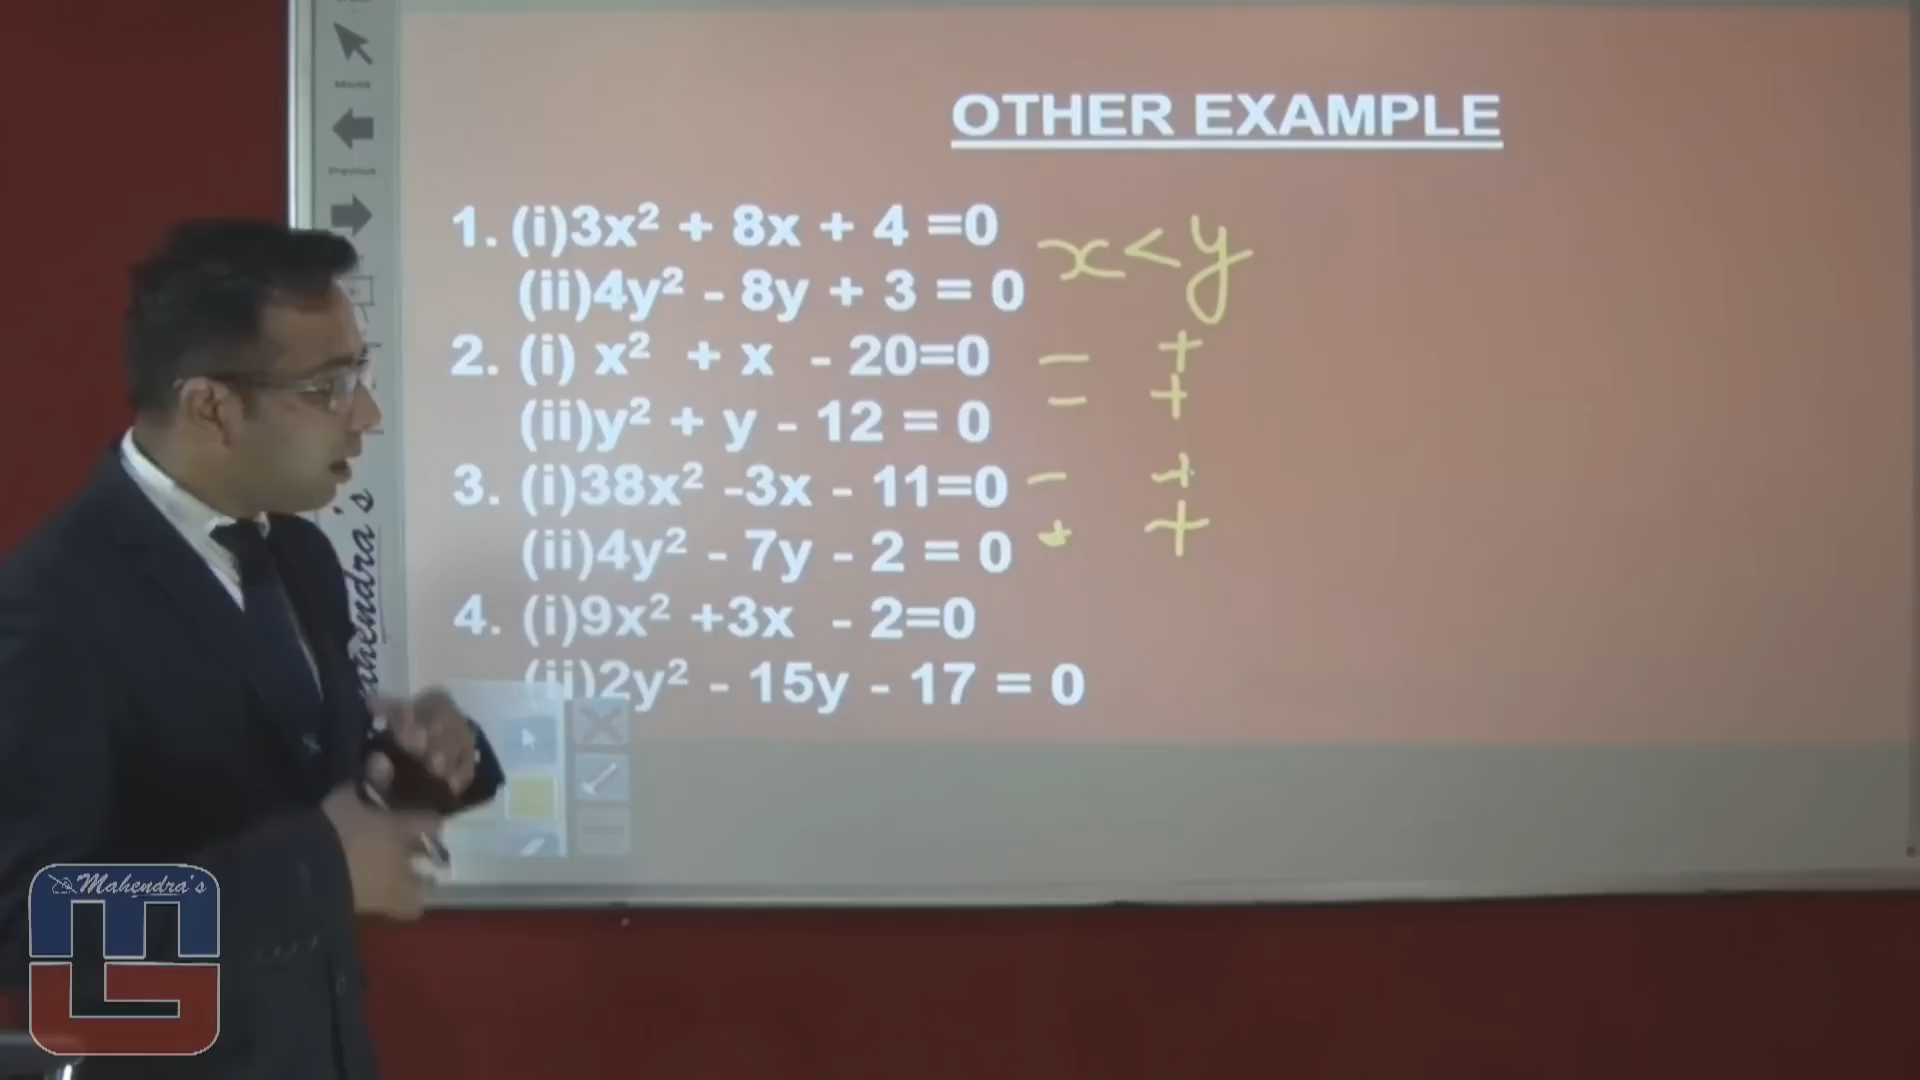 OTHER EXAMPLE
1. (i)3x² + 8x + 4 =0
(ii)4y² - 8y + 3 = 0
x < y
2. (i) x² + x - 20=0
- +
(ii)y² + y - 12 = 0
- +
3. (i)38x² -3x - 11=0
- +
(ii)4y² - 7y - 2 = 0
+ +
4. (i)9x² +3x - 2=0
(ii)2y² - 15y - 17 = 0
Previous
Mahendra's